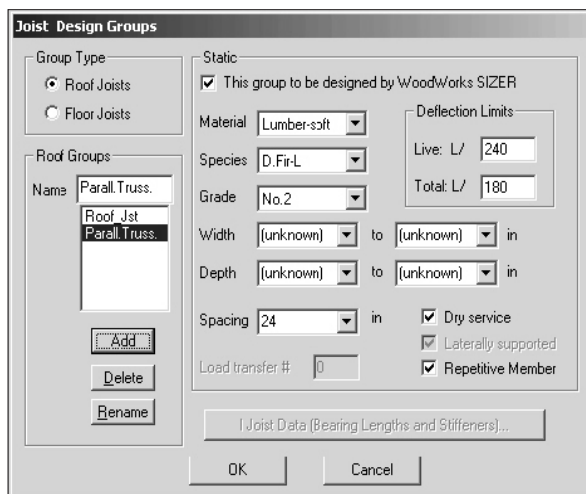 Joist Design Groups
Group Type
Roof Joists
Floor Joists
Roof Groups
Name Parall.Truss.
Roof_Jst
Parall.Truss.
Add
Delete
Rename
Static
This group to be designed by WoodWorks SIZER
Material Lumber-soft
Species D.Fir-L
Grade No.2
Deflection Limits
Live: L/ 240
Total: L/ 180
Width (unknown) to (unknown) in
Depth (unknown) to (unknown) in
Spacing 24 in
Load transfer # 0
Dry service
Laterally supported
Repetitive Member
I Joist Data (Bearing Lengths and Stiffeners)...
OK Cancel